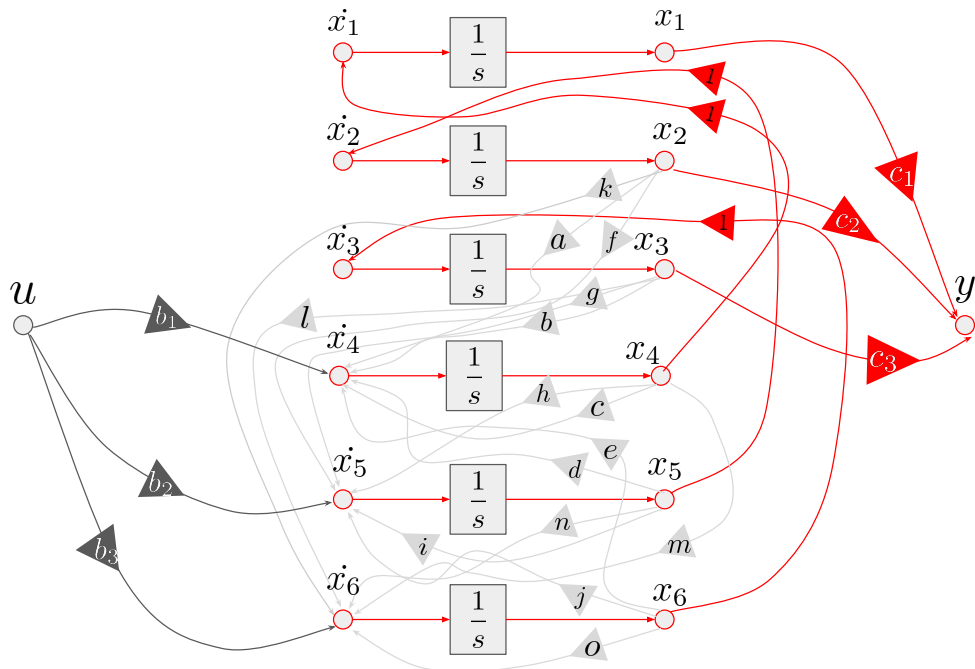 ẋ₁ 1/s x₁
1
1
ẋ₂ 1/s x₂
c₁
k
c₂
a f
1
ẋ₃ 1/s x₃
u y
g
l b
b₁
ẋ₄ 1/s x₄
c₃
h c
e
d
ẋ₅ 1/s x₅
b₂
n
i m
b₃
ẋ₆ 1/s x₆
j
o